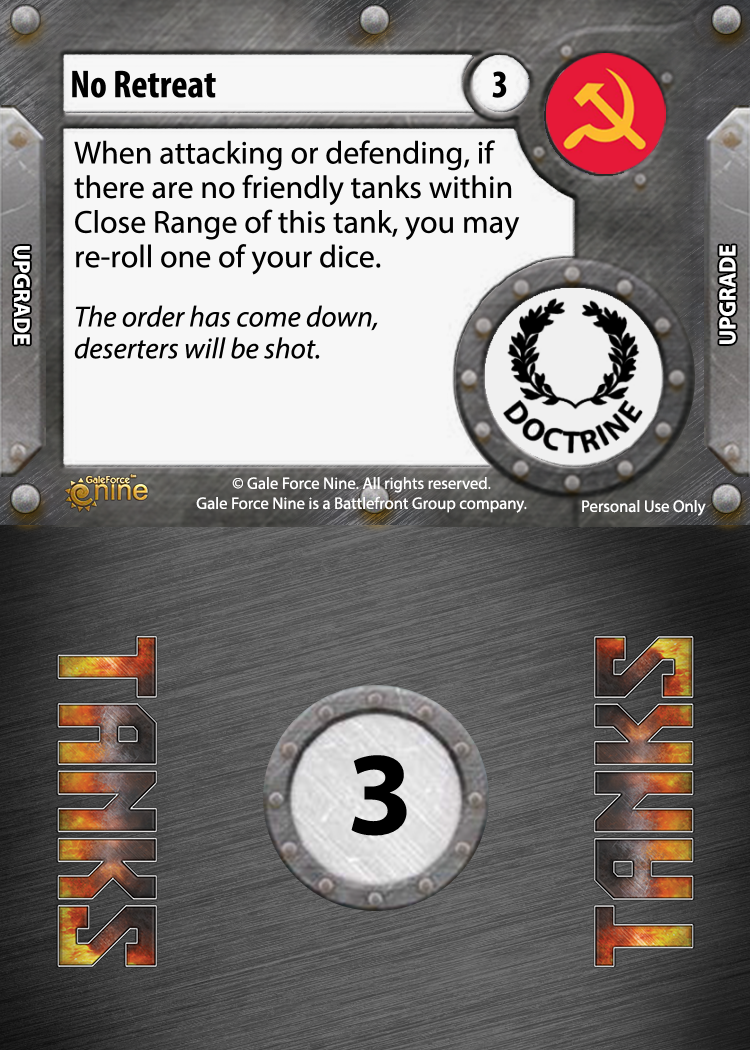 No Retreat
3
When attacking or defending, if
there are no friendly tanks within
Close Range of this tank, you may
re-roll one of your dice.
The order has come down,
deserters will be shot.
UPGRADE
UPGRADE
DOCTRINE
GaleForce™
nine
© Gale Force Nine. All rights reserved.
Gale Force Nine is a Battlefront Group company.
Personal Use Only
TANKS
3
TANKS